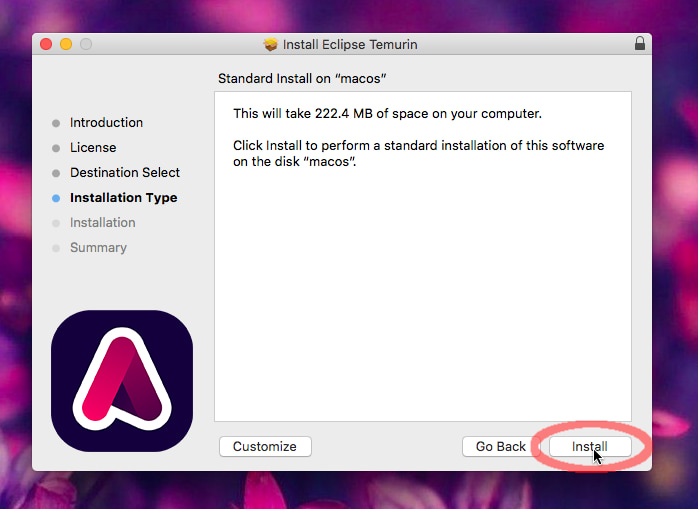 Install Eclipse Temurin
Standard Install on “macos”
Introduction
License
Destination Select
Installation Type
Installation
Summary
This will take 222.4 MB of space on your computer.
Click Install to perform a standard installation of this software
on the disk “macos”.
Customize
Go Back
Install